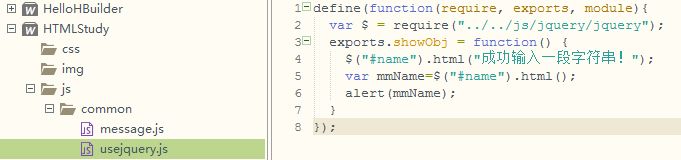 HelloHBuilder
HTMLStudy
css
img
js
common
message.js
usejquery.js
1 define(function(require, exports, module){
2 var $ = require("../../js/jquery/jquery");
3 exports.showObj = function() {
4 $("#name").html("成功输入一段字符串！");
5 var mmName=$("#name").html();
6 alert(mmName);
7 }
8 });